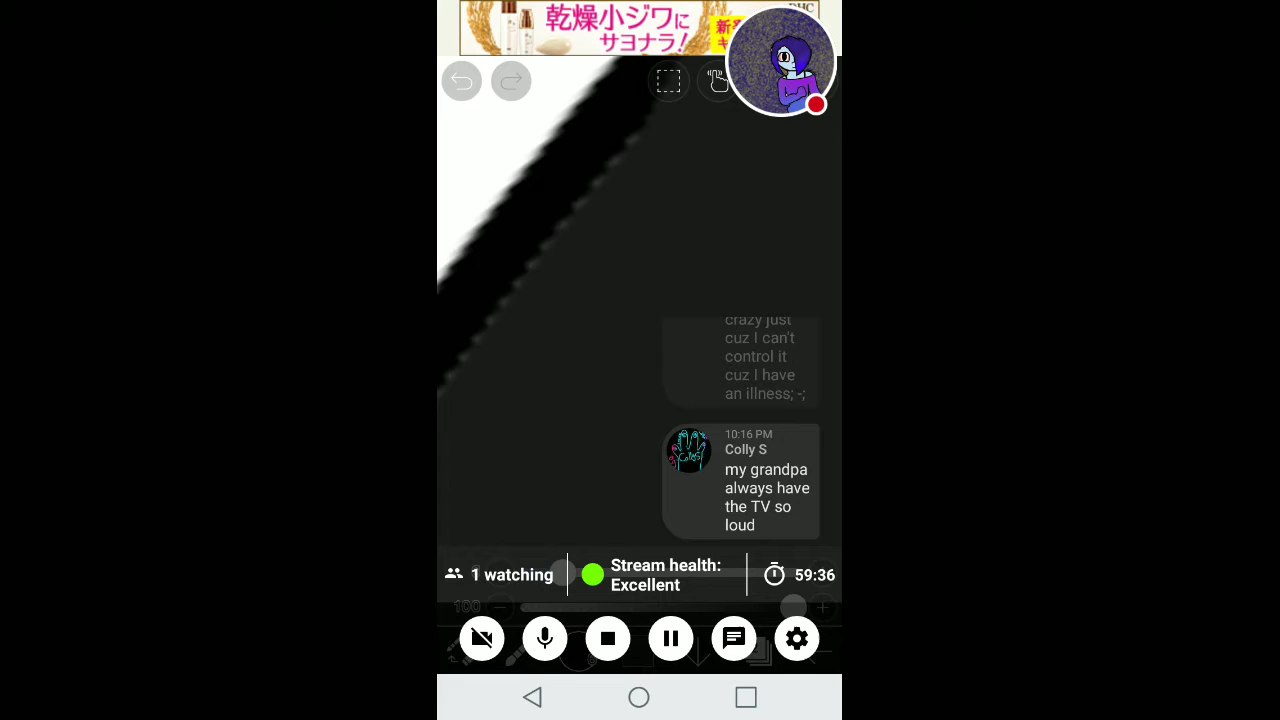 乾燥小ジワに
サヨナラ!
DHC
crazy just
cuz I can't
control it
cuz I have
an illness; -;
10:16 PM
Colly S
my grandpa
always have
the TV so
loud
1 watching
Stream health:
Excellent
59:36
100